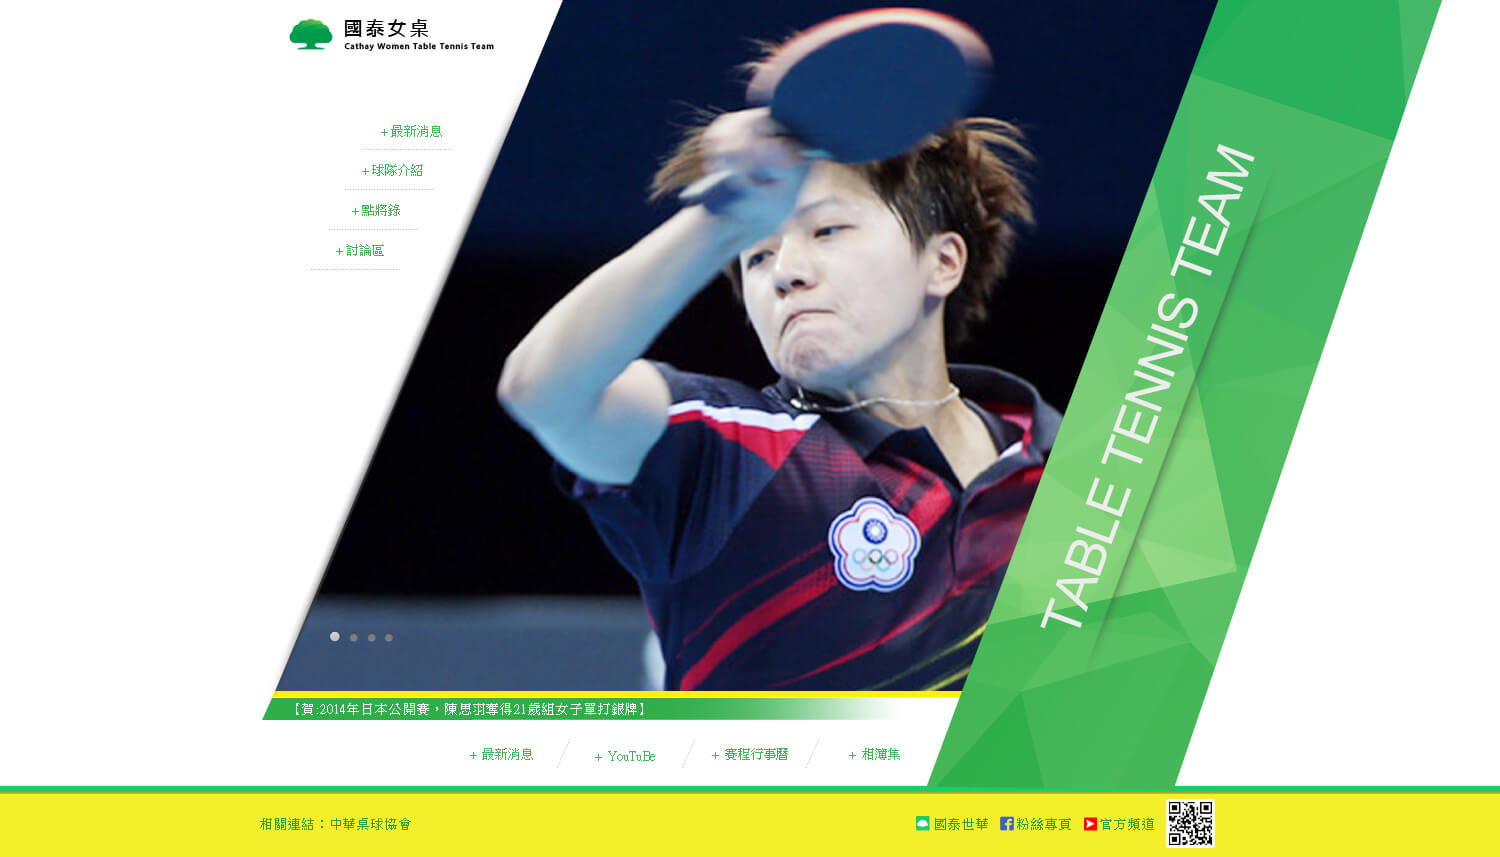 國泰女桌
Cathay Women Table Tennis Team
+最新消息
+球隊介紹
+點將錄
+討論區
TABLE TENNIS TEAM
【賀:2014年日本公開賽，陳思羽奪得21歲組女子單打銀牌】
+ 最新消息
+ YouTuBe
+ 賽程行事曆
+ 相簿集
相關連結：中華桌球協會
國泰世華
粉絲專頁
官方頻道